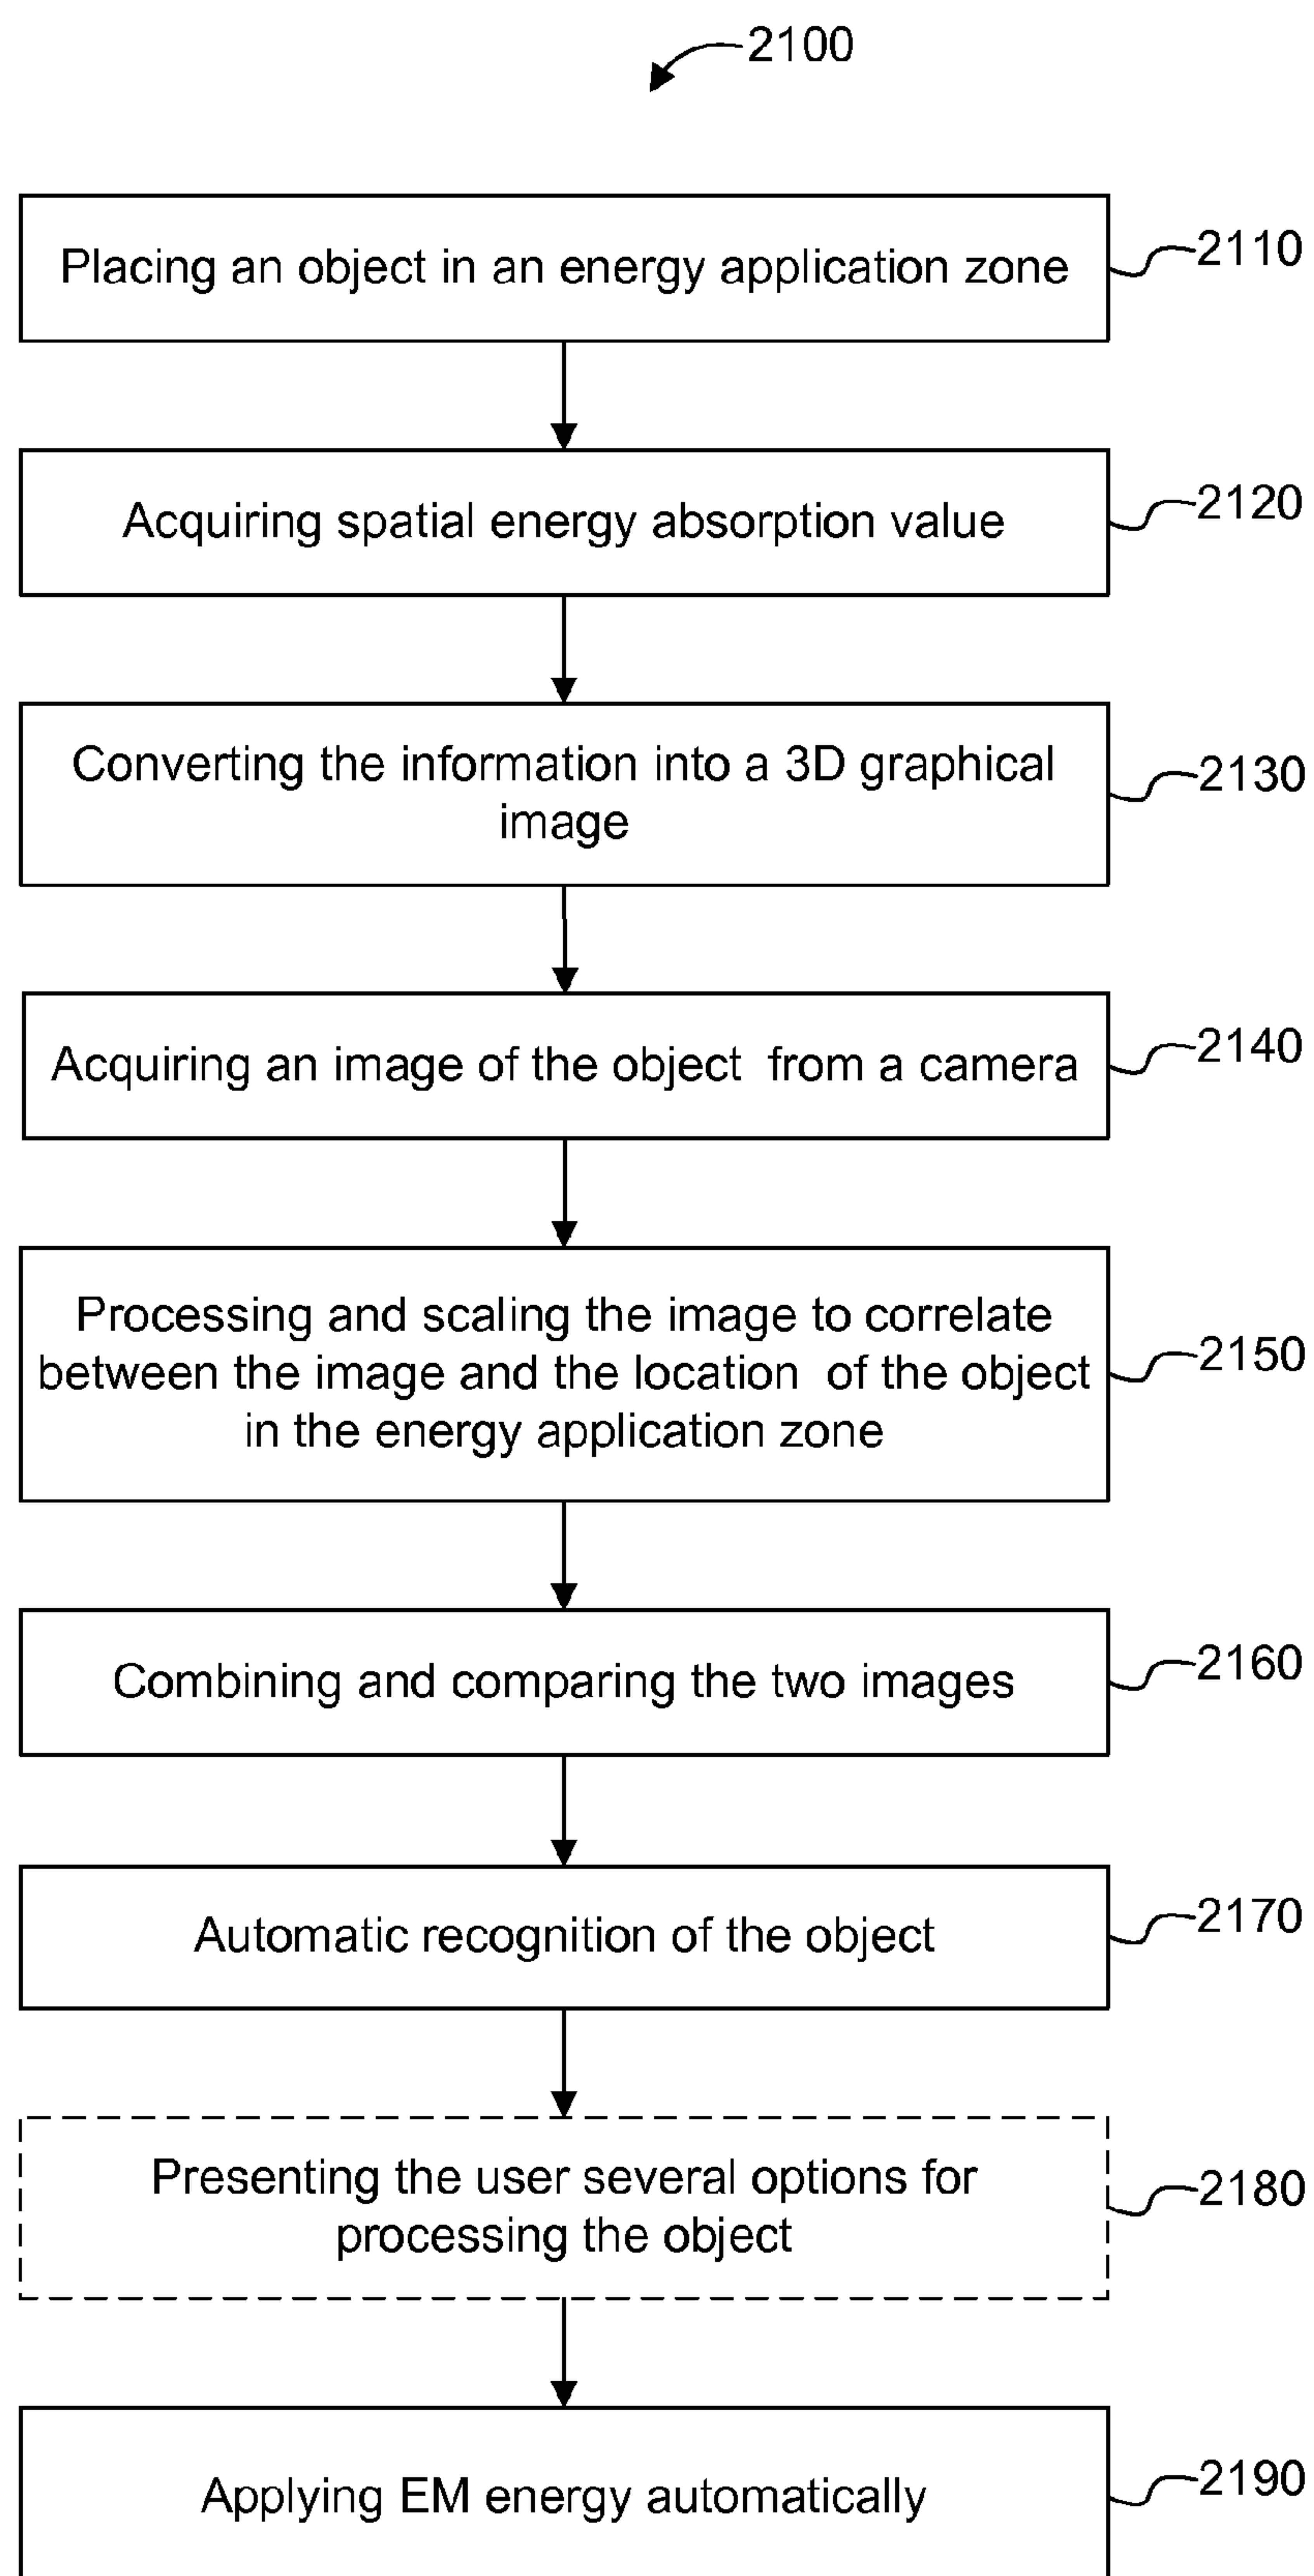 2100
Placing an object in an energy application zone
2110
Acquiring spatial energy absorption value
2120
Converting the information into a 3D graphical
image
2130
Acquiring an image of the object from a camera
2140
Processing and scaling the image to correlate
between the image and the location of the object
in the energy application zone
2150
Combining and comparing the two images
2160
Automatic recognition of the object
2170
Presenting the user several options for
processing the object
2180
Applying EM energy automatically
2190